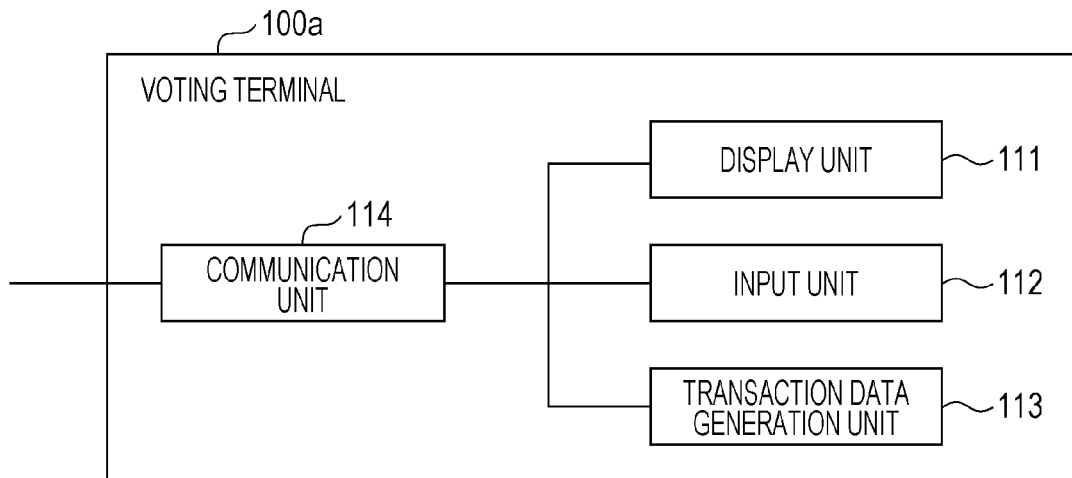 100a
VOTING TERMINAL
DISPLAY UNIT
111
114
COMMUNICATION
UNIT
INPUT UNIT
112
TRANSACTION DATA
GENERATION UNIT
113